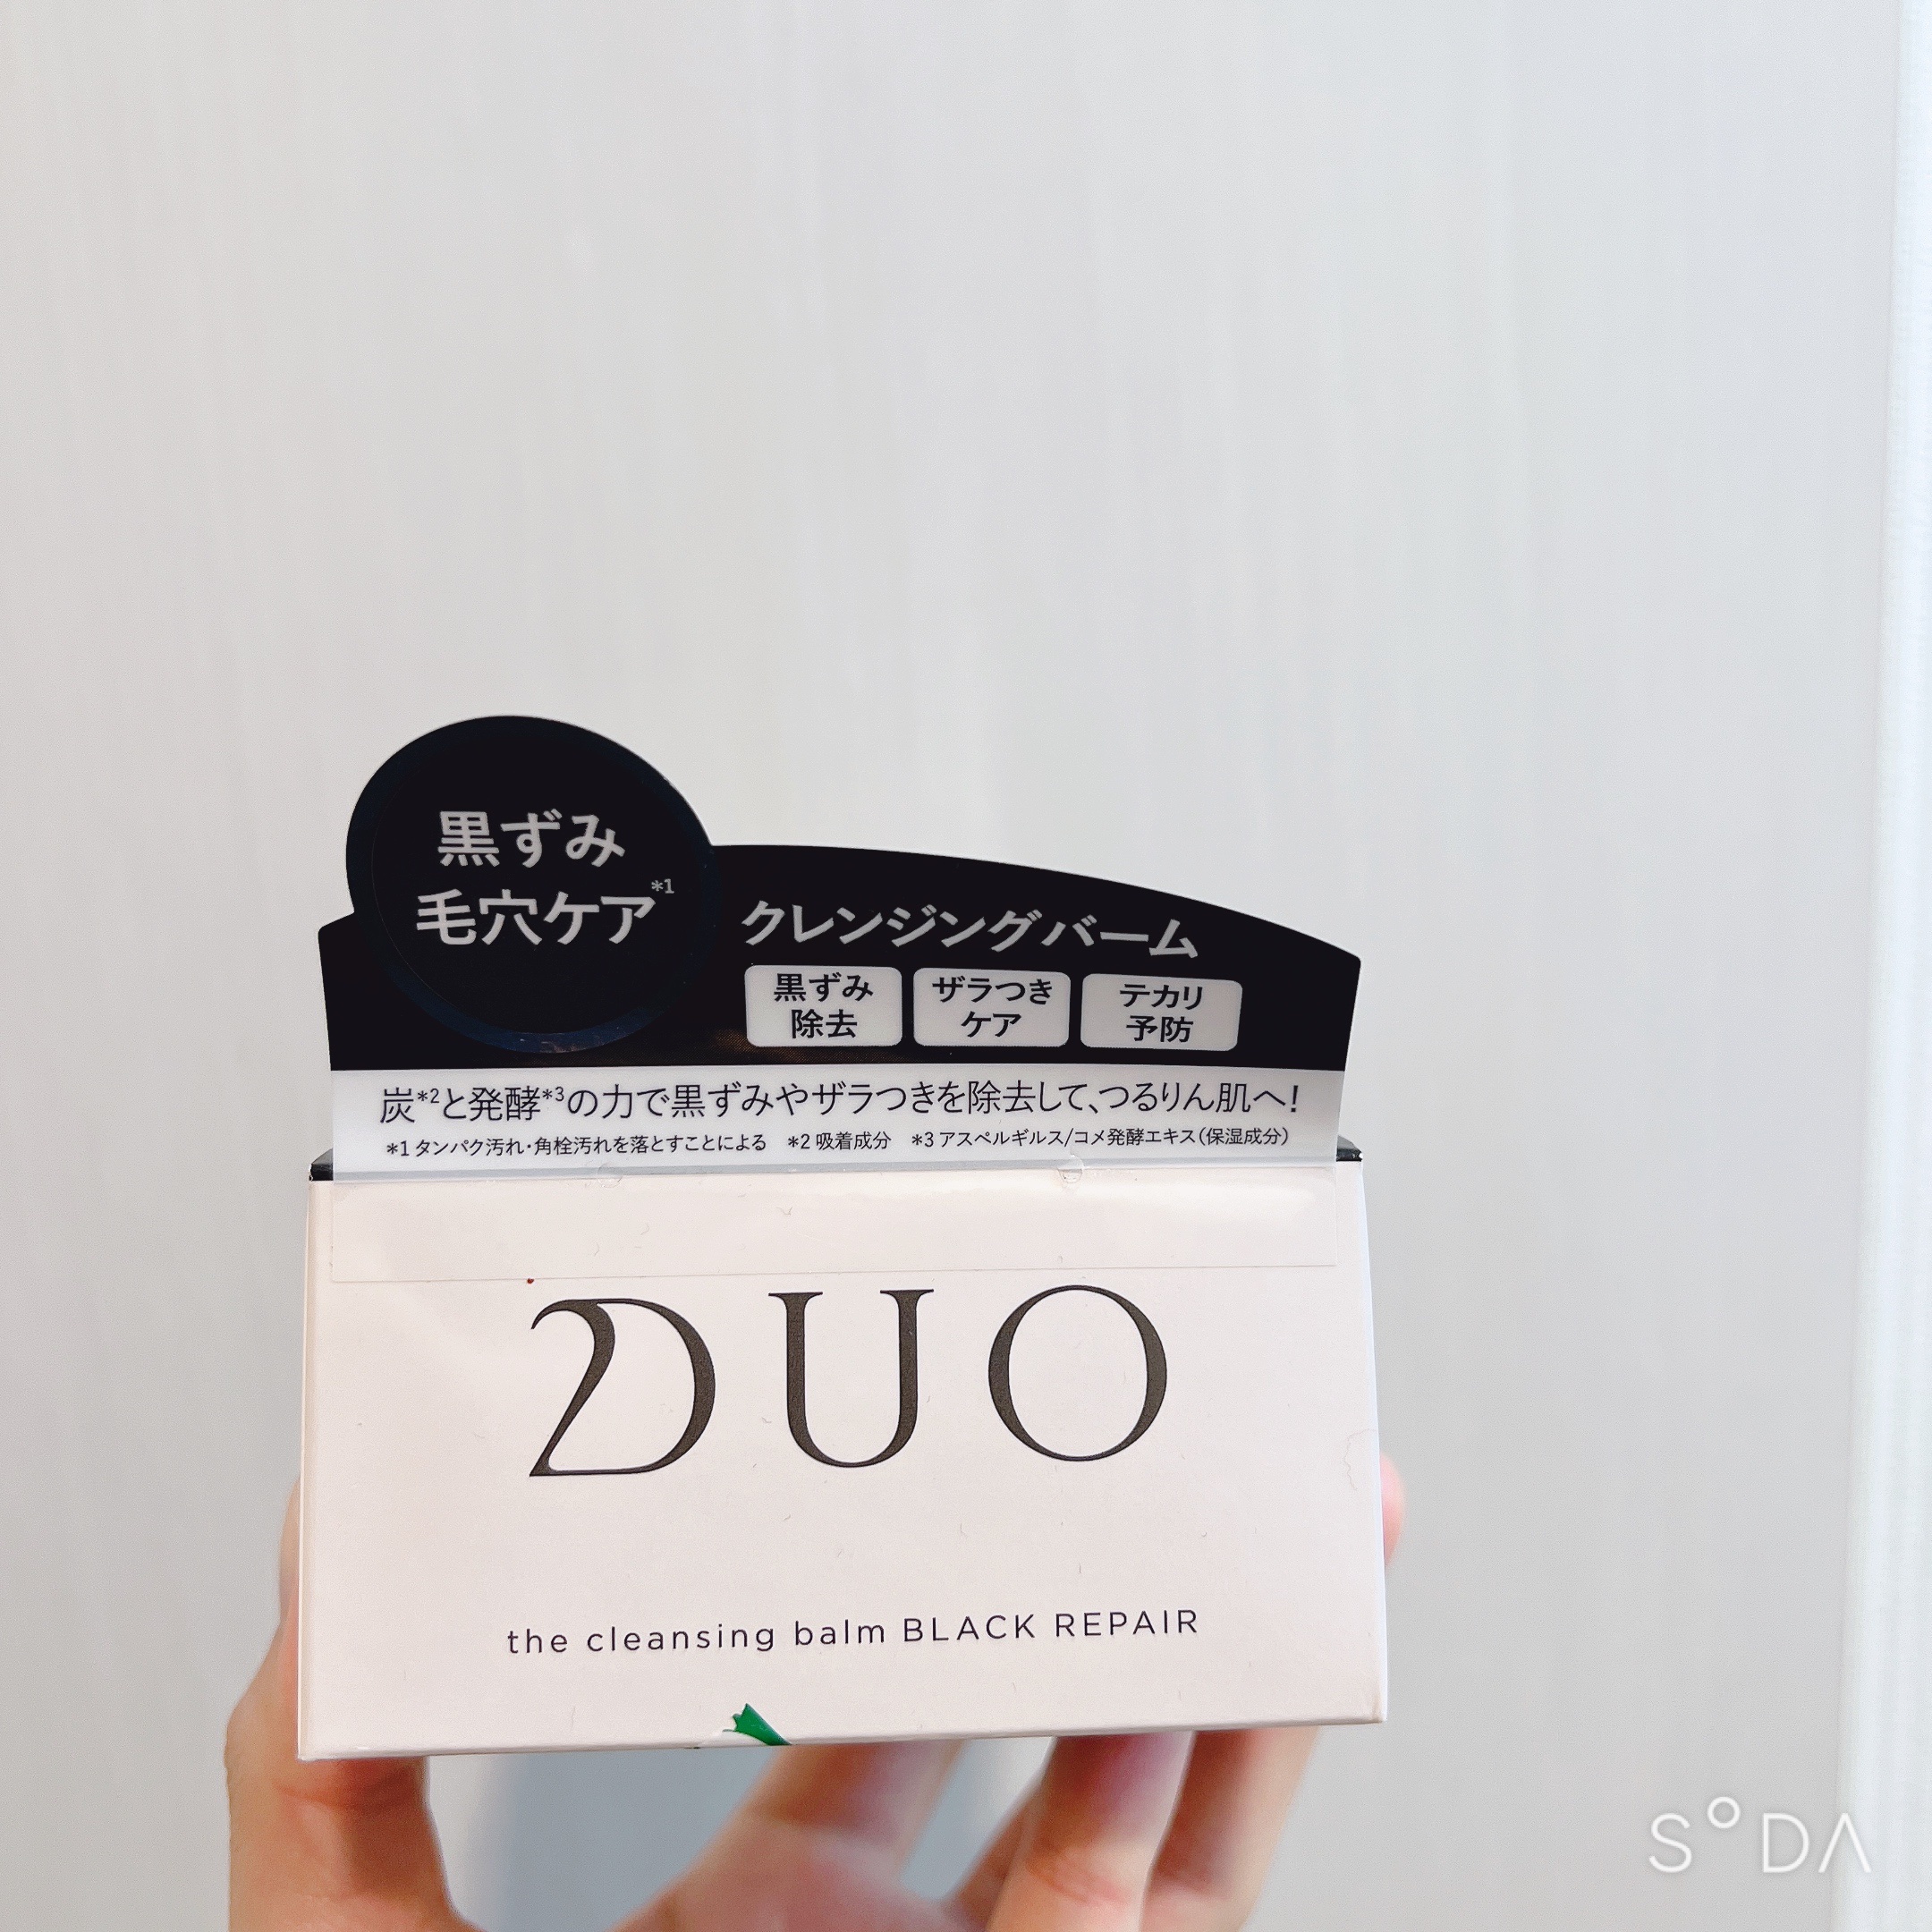 黒ずみ
毛穴ケア*1
クレンジングバーム
黒ずみ
除去
ザラつき
ケア
テカリ
予防
炭*2と発酵*3の力で黒ずみやザラつきを除去して、つるりん肌へ!
*1 タンパク汚れ・角栓汚れを落とすことによる *2 吸着成分 *3 アスペルギルス/コメ発酵エキス(保湿成分)
DUO
the cleansing balm BLACK REPAIR
SODA